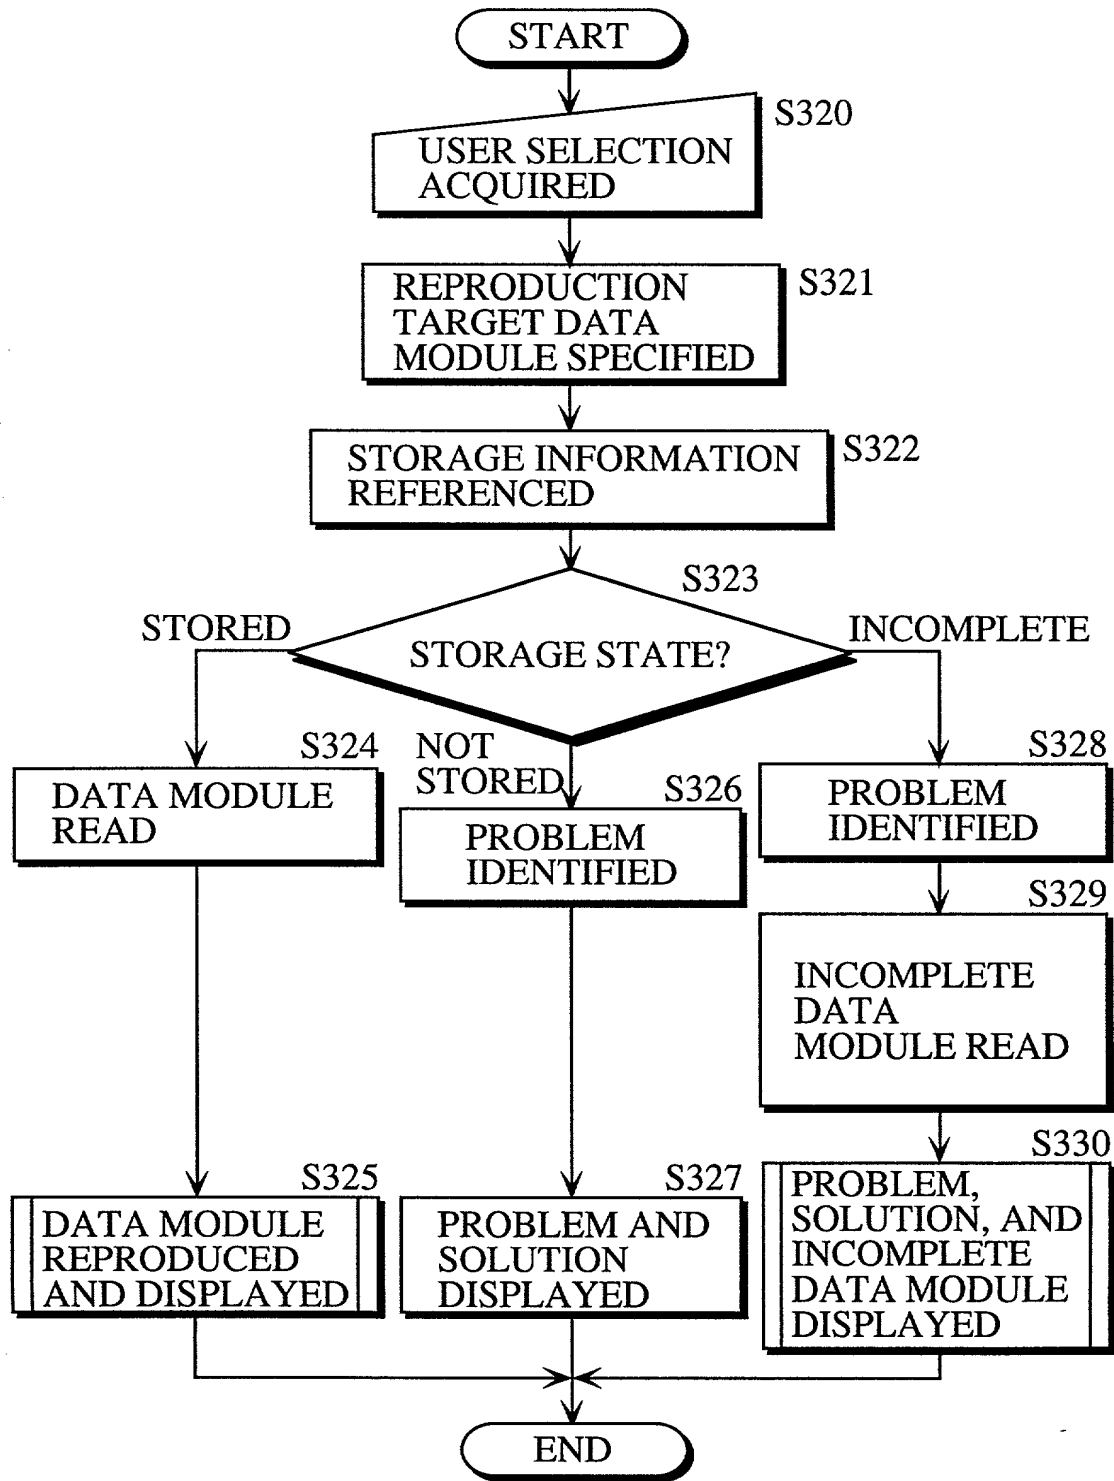 START
S320
USER SELECTION
ACQUIRED
S321
REPRODUCTION
TARGET DATA
MODULE SPECIFIED
S322
STORAGE INFORMATION
REFERENCED
S323
STORED
STORAGE STATE?
INCOMPLETE
S324
DATA MODULE
READ
NOT
STORED
S326
PROBLEM
IDENTIFIED
S328
PROBLEM
IDENTIFIED
S329
INCOMPLETE
DATA
MODULE READ
S325
DATA MODULE
REPRODUCED
AND DISPLAYED
S327
PROBLEM AND
SOLUTION
DISPLAYED
S330
PROBLEM,
SOLUTION, AND
INCOMPLETE
DATA MODULE
DISPLAYED
END